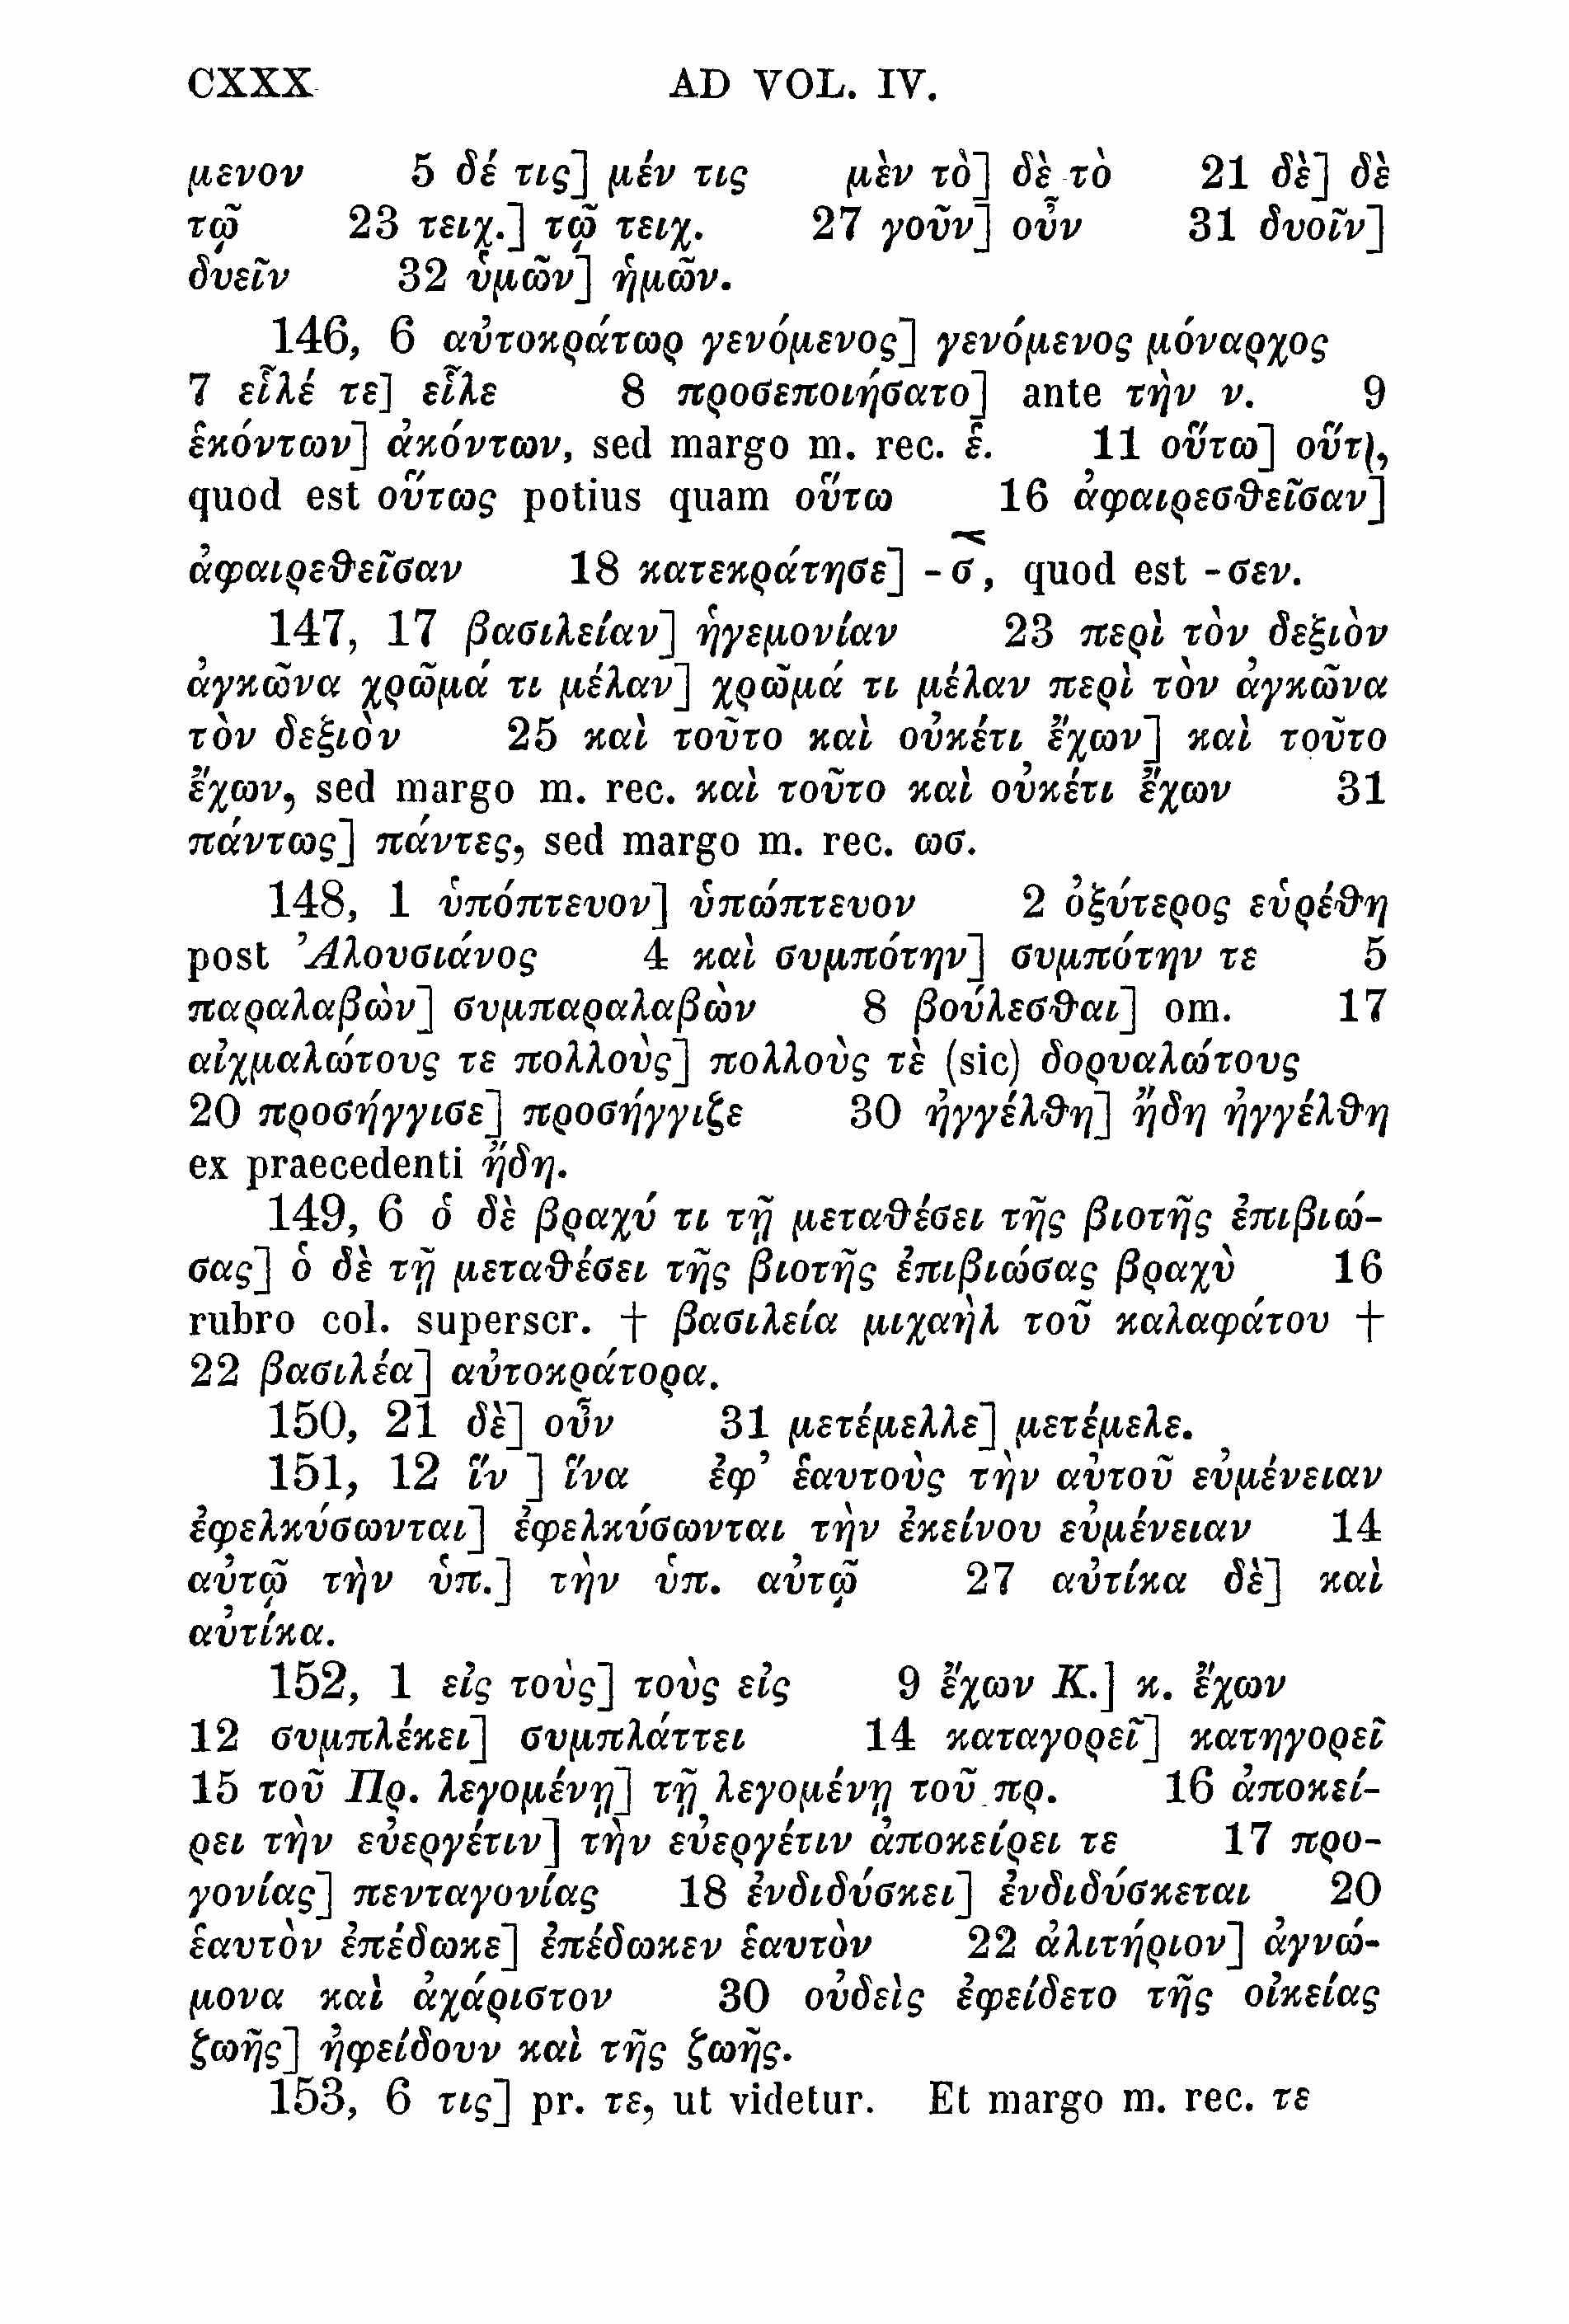 CXXX AD VOL. IV.
μενον 5 δέ τις] μέν τις μὲν τὸ] δὲ τὸ 21 δὲ] δὲ
τῷ 23 τειχ.] τῷ τειχ. 27 γοῦν] οὖν 31 δυοῖν]
δυεῖν 32 ὑμῶν] ἡμῶν.
146, 6 αὐτοκράτωρ γενόμενος] γενόμενος μόναρχος
7 εἷλέ τε] εἷλε 8 προσεποιήσατο] ante τὴν ν. 9
ἑκόντων] ἀκόντων, sed margo m. rec. ἑ. 11 οὕτω] οὕτ),
quod est οὕτως potius quam οὕτω 16 ἀφαιρεσθεῖσαν]
ἀφαιρεθεῖσαν 18 κατεκράτησε] -σ, quod est -σεν.
147, 17 βασιλείαν] ἡγεμονίαν 23 περὶ τὸν δεξιὸν
ἀγκῶνα χρῶμά τι μέλαν] χρῶμά τι μέλαν περὶ τὸν ἀγκῶνα
τὸν δεξιὸν 25 καὶ τοῦτο καὶ οὐκέτι ἔχων] καὶ τοῦτο
ἔχων, sed margo m. rec. καὶ τοῦτο καὶ οὐκέτι ἔχων 31
πάντως] πάντες, sed margo m. rec. ωσ.
148, 1 ὑπόπτευον] ὑπώπτευον 2 ὀξύτερος εὑρέθη
post Ἀλουσιάνος 4 καὶ συμπότην] συμπότην τε 5
παραλαβὼν] συμπαραλαβὼν 8 βούλεσθαι] om. 17
αἰχμαλώτους τε πολλοὺς] πολλοὺς τὲ (sic) δορυαλώτους
20 προσήγγισε] προσήγγιξε 30 ἠγγέλθη] ἤδη ἠγγέλθη
ex praecedenti ἤδη.
149, 6 ὁ δὲ βραχύ τι τῇ μεταθέσει τῆς βιοτῆς ἐπιβιώ-
σας] ὁ δὲ τῇ μεταθέσει τῆς βιοτῆς ἐπιβιώσας βραχὺ 16
rubro col. superscr. † βασιλεία μιχαὴλ τοῦ καλαφάτου †
22 βασιλέα] αὐτοκράτορα.
150, 21 δὲ] οὖν 31 μετέμελλε] μετέμελε.
151, 12 ἵν ] ἵνα ἐφ’ ἑαυτοὺς τὴν αὐτοῦ εὐμένειαν
ἐφελκύσωνται] ἐφελκύσωνται τὴν ἐκείνου εὐμένειαν 14
αὐτῷ τὴν ὑπ.] τὴν ὑπ. αὐτῷ 27 αὐτίκα δὲ] καὶ
αὐτίκα.
152, 1 εἰς τοὺς] τοὺς εἰς 9 ἔχων Κ.] κ. ἔχων
12 συμπλέκει] συμπλάττει 14 καταγορεῖ] κατηγορεῖ
15 τοῦ Πρ. λεγομένῃ] τῇ λεγομένῃ τοῦ πρ. 16 ἀποκεί-
ρει τὴν εὐεργέτιν] τὴν εὐεργέτιν ἀποκείρει τε 17 προ-
γονίας] πενταγονίας 18 ἐνδιδύσκει] ἐνδιδύσκεται 20
ἑαυτὸν ἐπέδωκε] ἐπέδωκεν ἑαυτὸν 22 ἀλιτήριον] ἀγνώ-
μονα καὶ ἀχάριστον 30 οὐδεὶς ἐφείδετο τῆς οἰκείας
ζωῆς] ἠφείδουν καὶ τῆς ζωῆς.
153, 6 τις] pr. τε, ut videtur. Et margo m. rec. τε